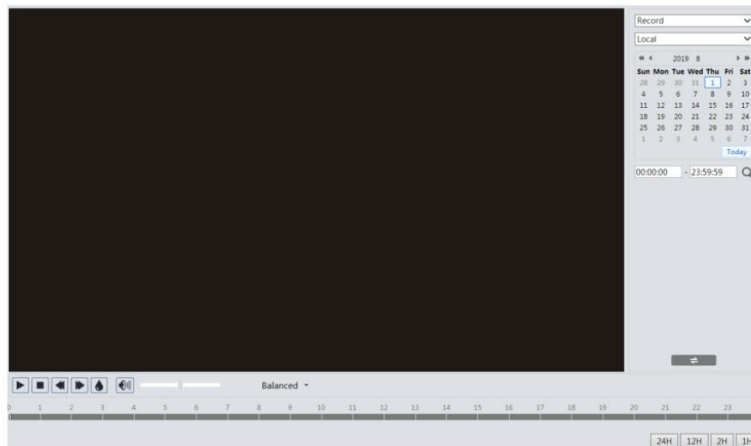 Record
Local
2019 8
Sun Mon Tue Wed Thu Fri Sat
28 29 30 31 1 2 3
4 5 6 7 8 9 10
11 12 13 14 15 16 17
18 19 20 21 22 23 24
25 26 27 28 29 30 31
1 2 3 4 5 6 7
Today
00:00:00 - 23:59:59
Balanced
0 1 2 3 4 5 6 7 8 9 10 11 12 13 14 15 16 17 18 19 20 21 22 23
24H 12H 2H 1H